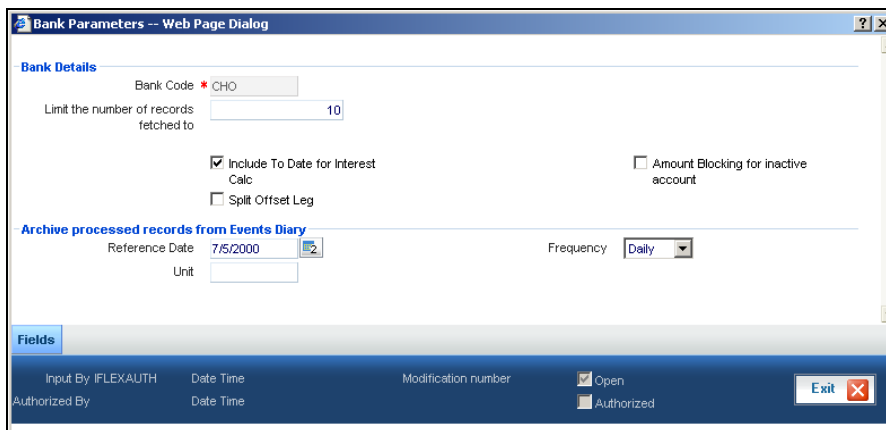 Bank Parameters -- Web Page Dialog
Bank Details
Bank Code * CHO
Limit the number of records fetched to 10
Include To Date for Interest Calc
Amount Blocking for inactive account
Split Offset Leg
Archive processed records from Events Diary
Reference Date 7/5/2000
Frequency Daily
Unit
Fields
Input By IFLEXAUTH Date Time Modification number Open
Exit
Authorized By Date Time Authorized